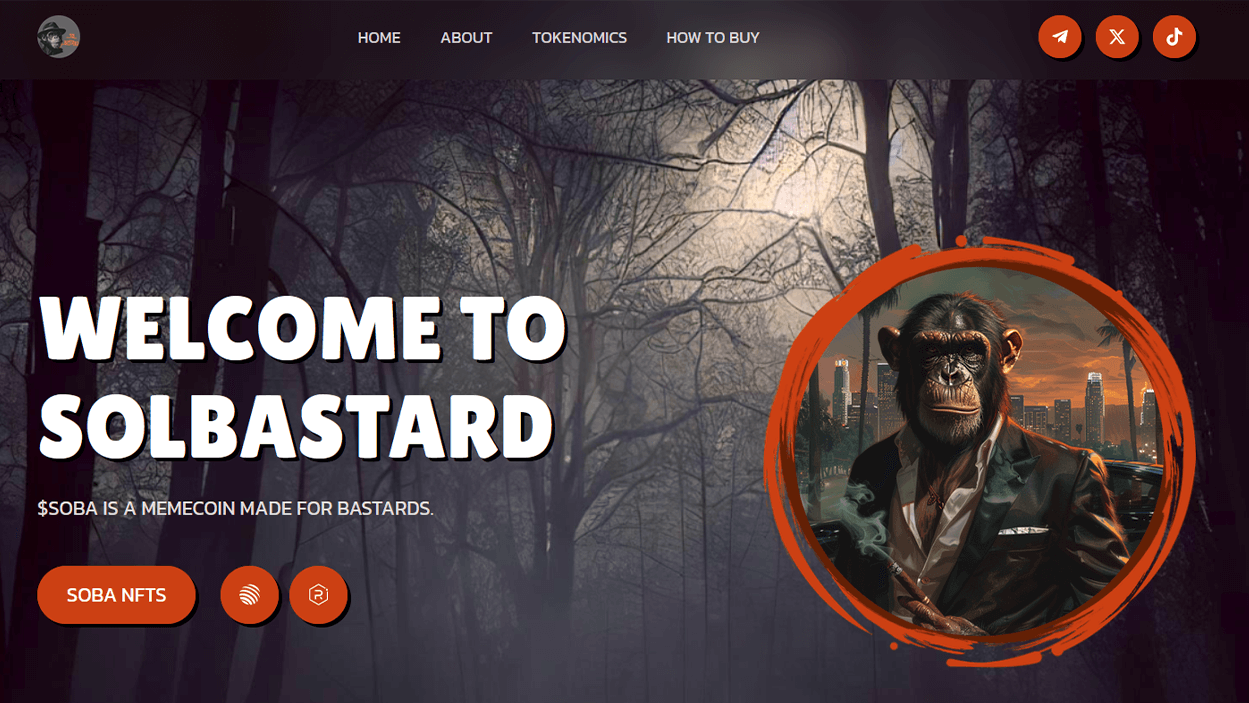 HOME
ABOUT
TOKENOMICS
HOW TO BUY
WELCOME TO
SOLBASTARD
$SOBA IS A MEMECOIN MADE FOR BASTARDS.
SOBA NFTS